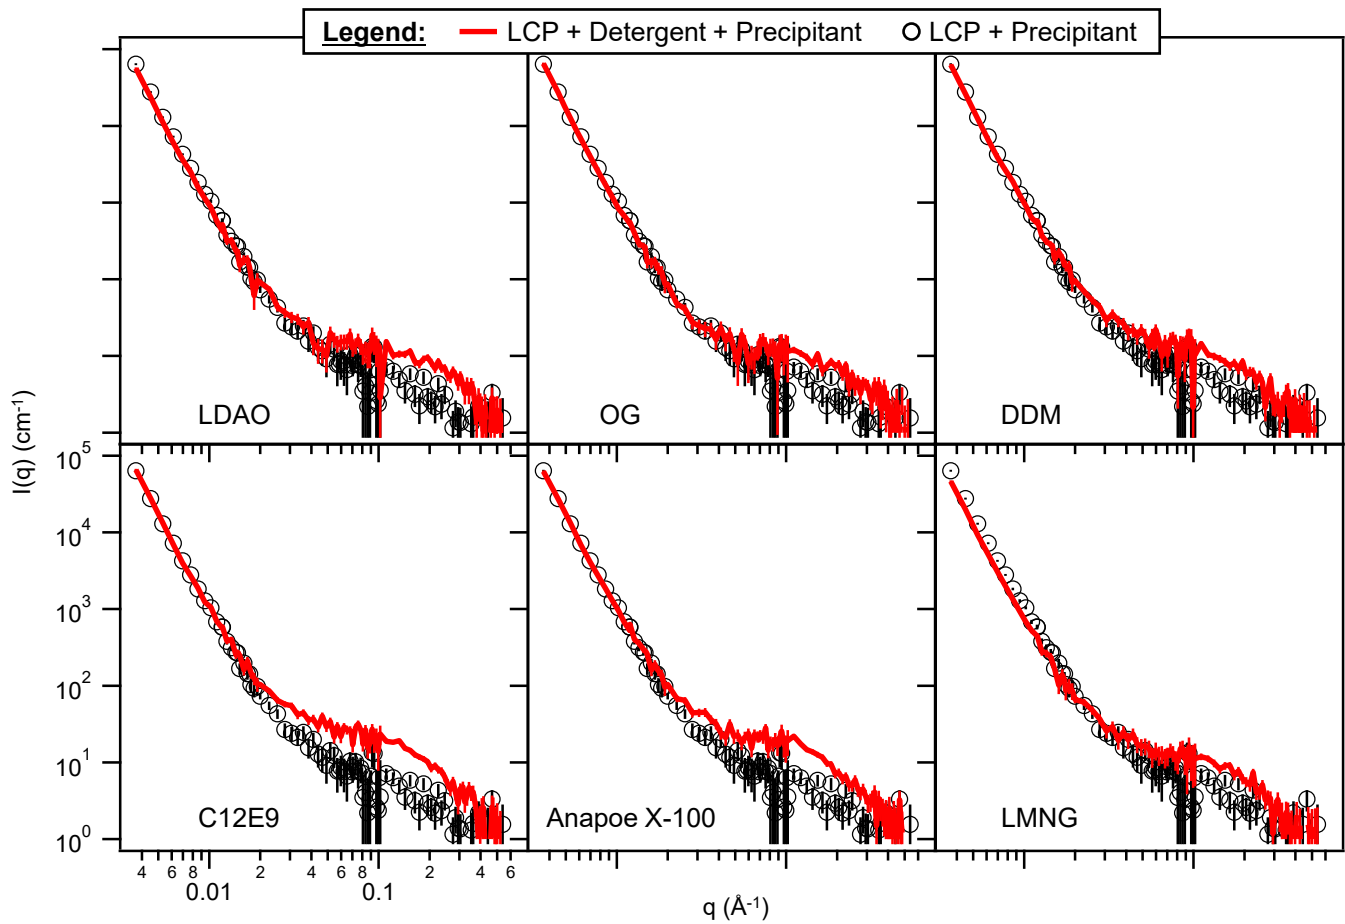 Legend: LCP + Detergent + Precipitant LCP + Precipitant
LDAO OG DDM
I(q) (cm⁻¹)
10⁵
10⁴
10³
10²
10¹
10⁰
C12E9 Anapoe X-100 LMNG
4 6 8 2 4 6 8 2 4 6
0.01 0.1
q (Å⁻¹)